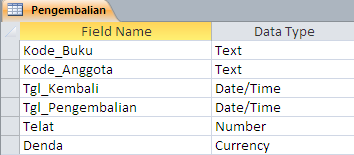 Pengembalian
Field Name Data Type
Kode_Buku Text
Kode_Anggota Text
Tgl_Kembali Date/Time
Tgl_Pengembalian Date/Time
Telat Number
Denda Currency